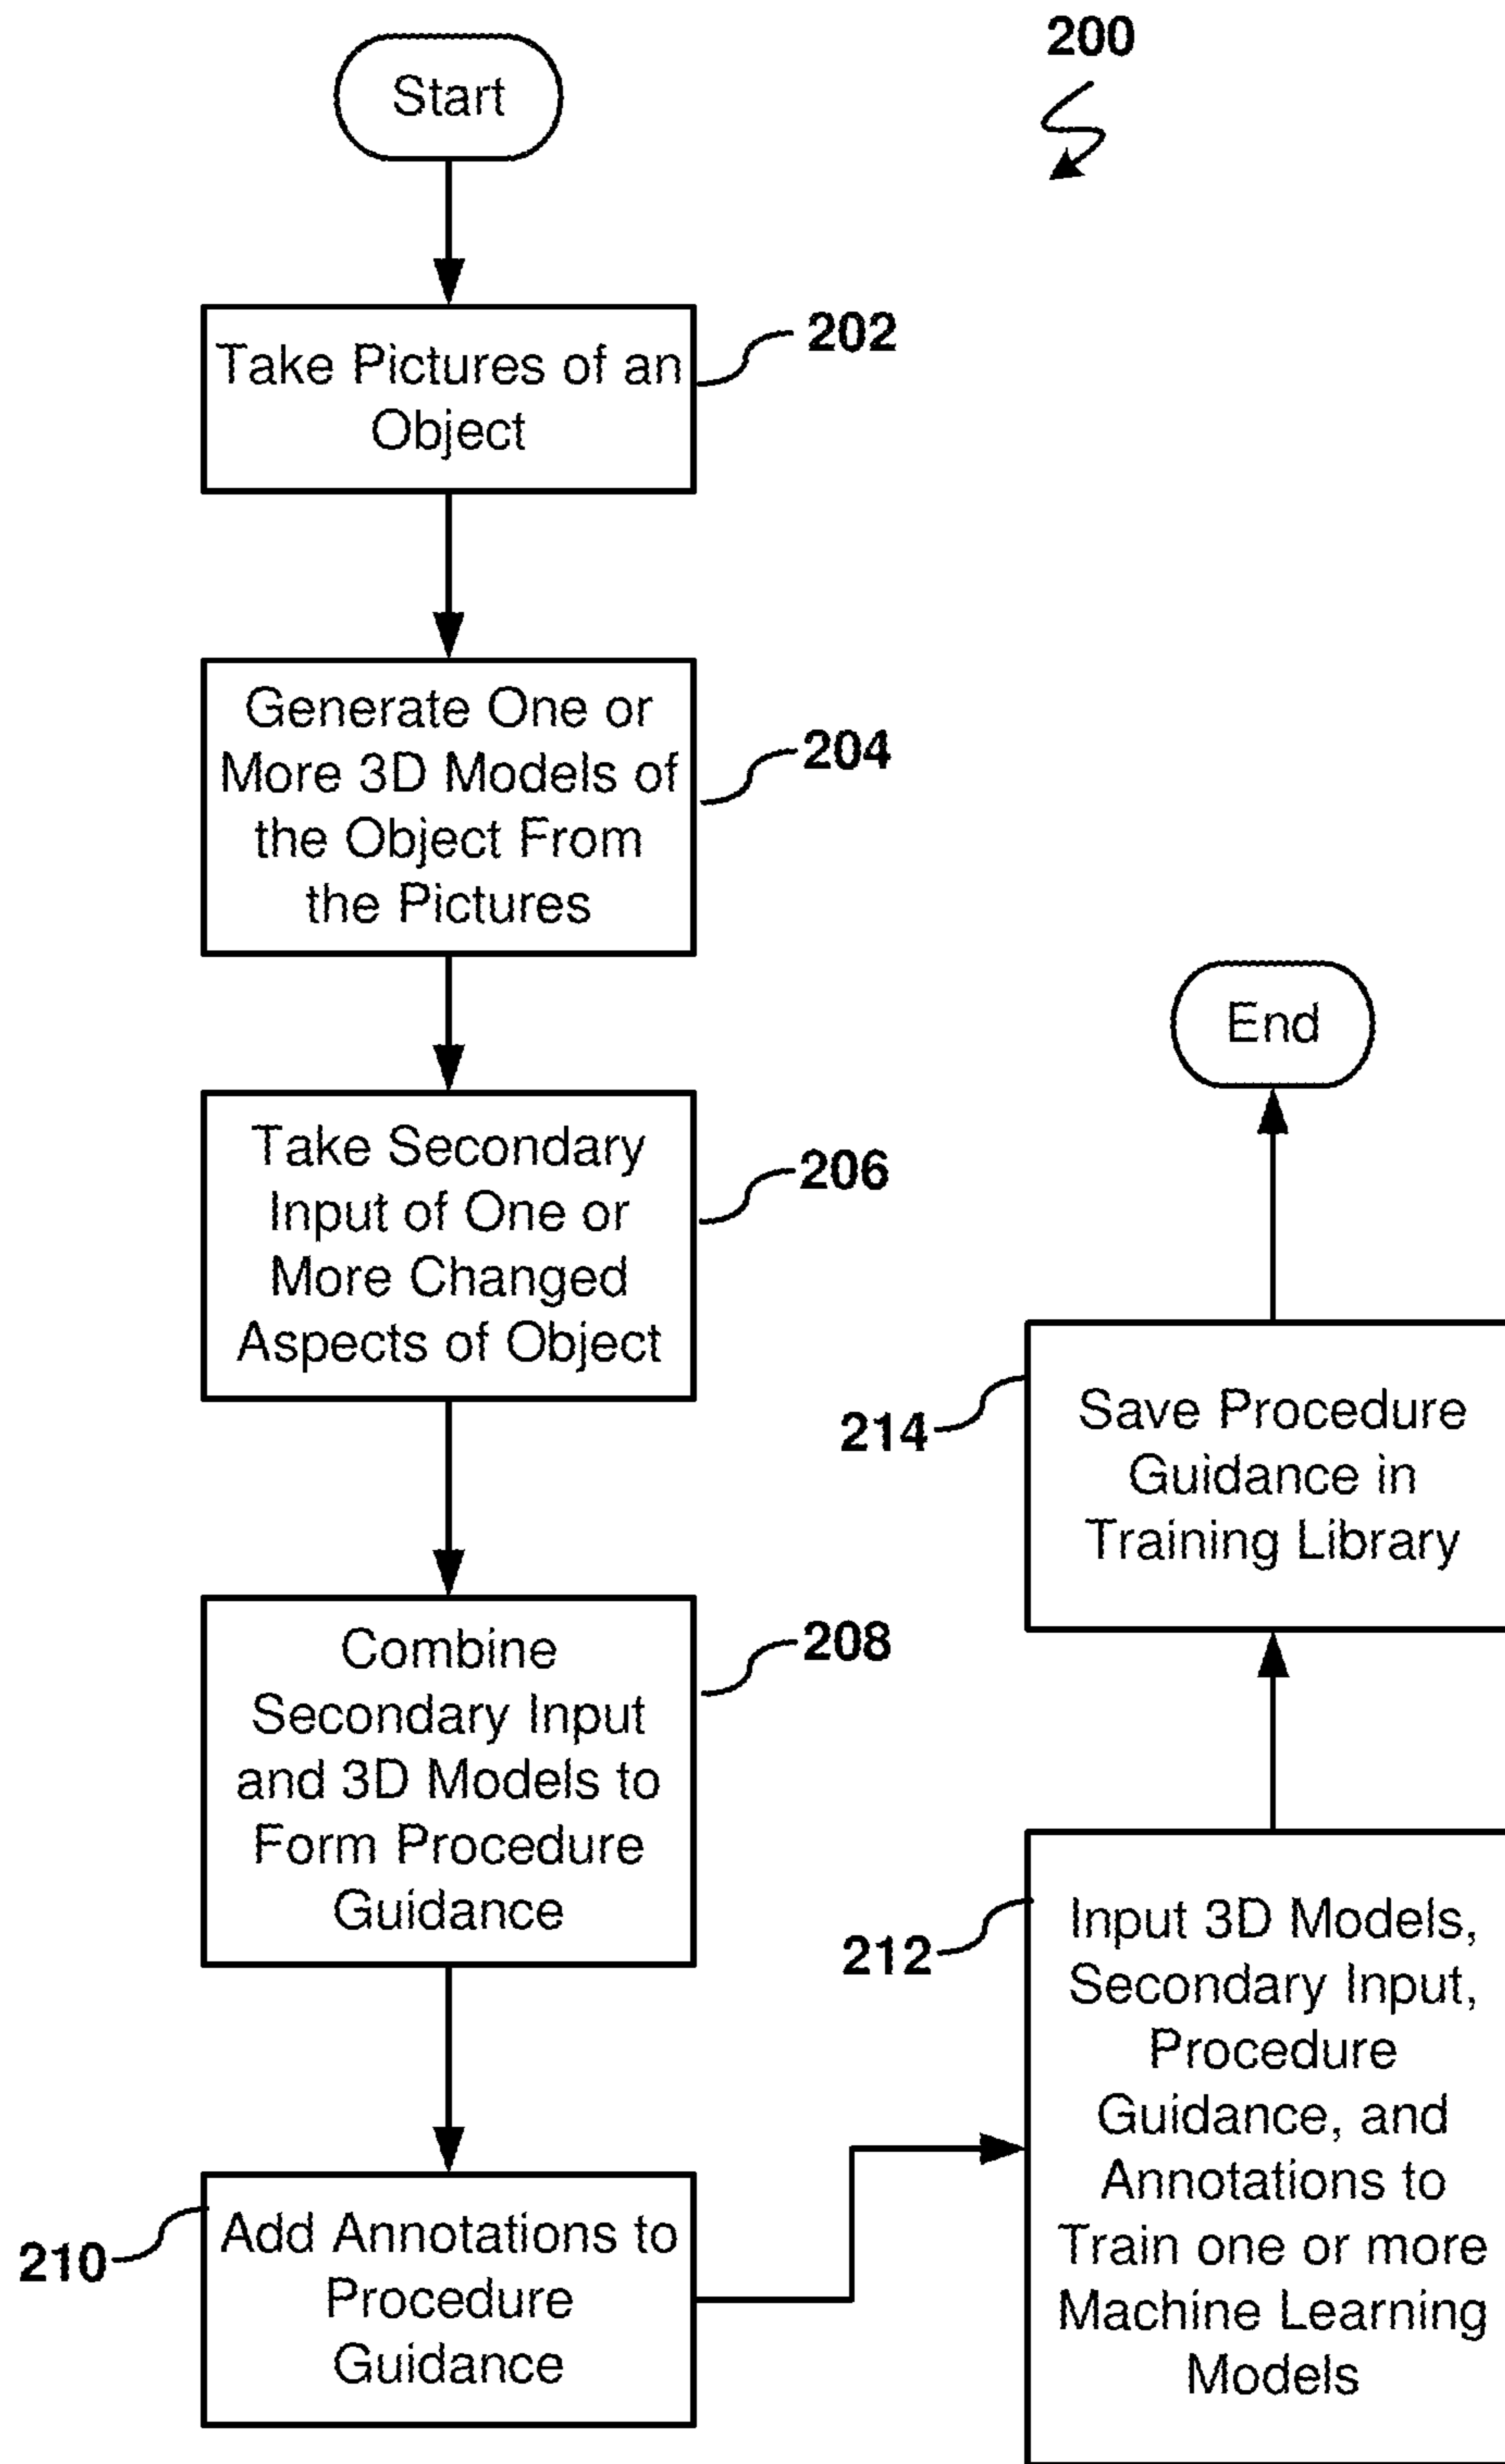 200
Start
202
Take Pictures of an
Object
204
Generate One or
More 3D Models of
the Object From
the Pictures
206
Take Secondary
Input of One or
More Changed
Aspects of Object
208
Combine
Secondary Input
and 3D Models to
Form Procedure
Guidance
210
Add Annotations to
Procedure
Guidance
212
Input 3D Models,
Secondary Input,
Procedure
Guidance, and
Annotations to
Train one or more
Machine Learning
Models
214
Save Procedure
Guidance in
Training Library
End